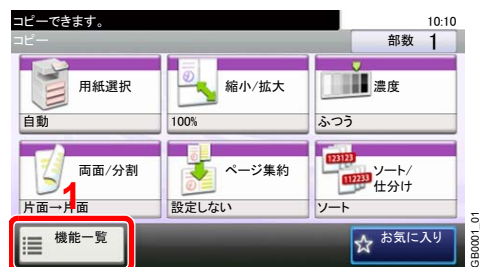 コピーできます。
10:10
コピー
部数 1
用紙選択
自動
縮小/拡大
100%
濃度
ふつう
両面/分割
片面→片面
1
ページ集約
設定しない
123123
112233
ソート/
仕分け
ソート
機能一覧
お気に入り
GB0001_01